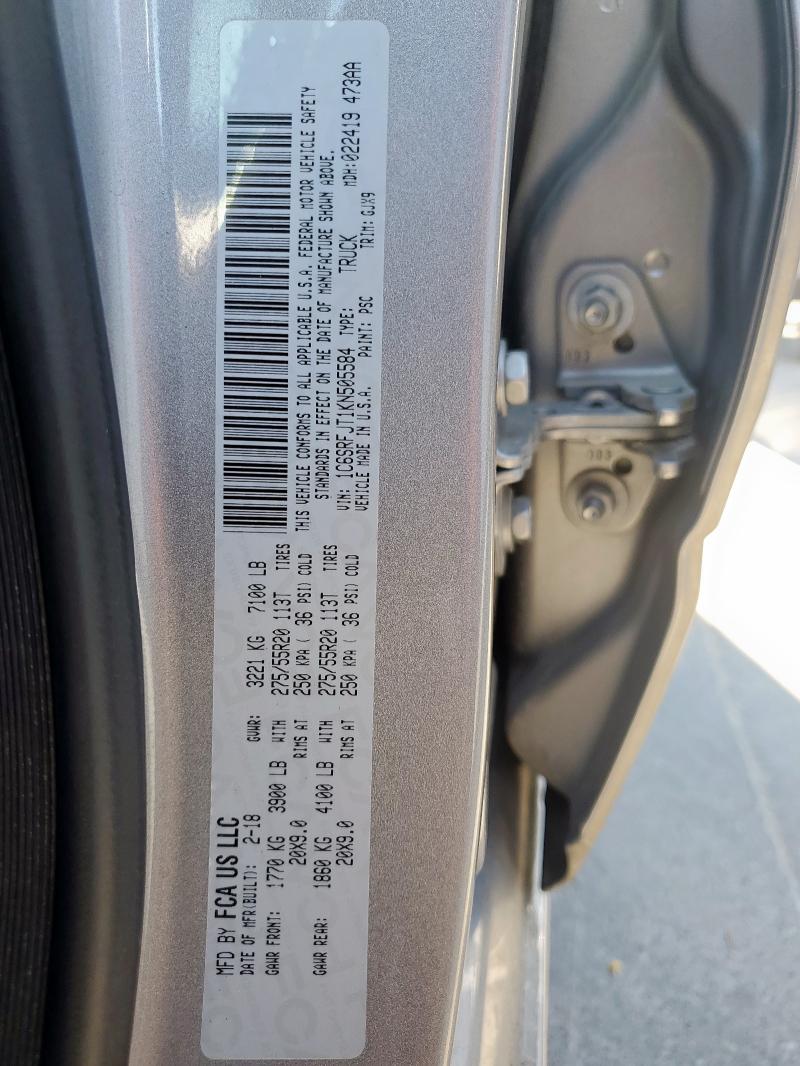 MFD BY FCA US LLC
DATE OF MFR(BUILT): 2-18 GVWR: 3221 KG 7100 LB
GAWR FRONT: 1770 KG 3900 LB WITH 275/55R20 113T TIRES
20X9.0 RIMS AT 250 KPA ( 36 PSI) COLD
GAWR REAR: 1860 KG 4100 LB WITH 275/55R20 113T TIRES
20X9.0 RIMS AT 250 KPA ( 36 PSI) COLD
THIS VEHICLE CONFORMS TO ALL APPLICABLE U.S.A. FEDERAL MOTOR VEHICLE SAFETY
STANDARDS IN EFFECT ON THE DATE OF MANUFACTURE SHOWN ABOVE.
VIN: 1C6SRFJT1KN505584 TYPE: TRUCK MDH:022419 473AA
VEHICLE MADE IN U.S.A. PAINT: PSC TRIM: GJX9